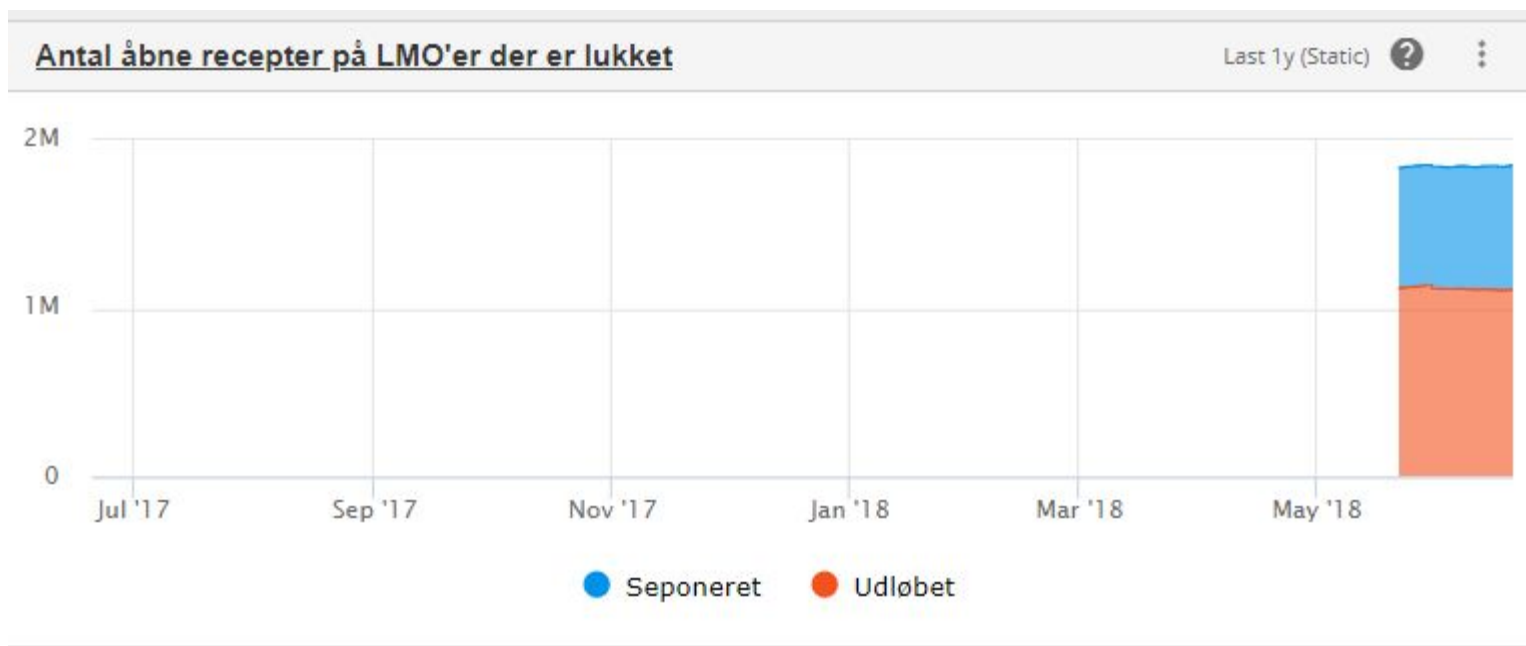 Antal åbne recepter på LMO'er der er lukket
Last 1y (Static) ?
2M
1M
0
Jul '17 Sep '17 Nov '17 Jan '18 Mar '18 May '18
Seponeret Udløbet